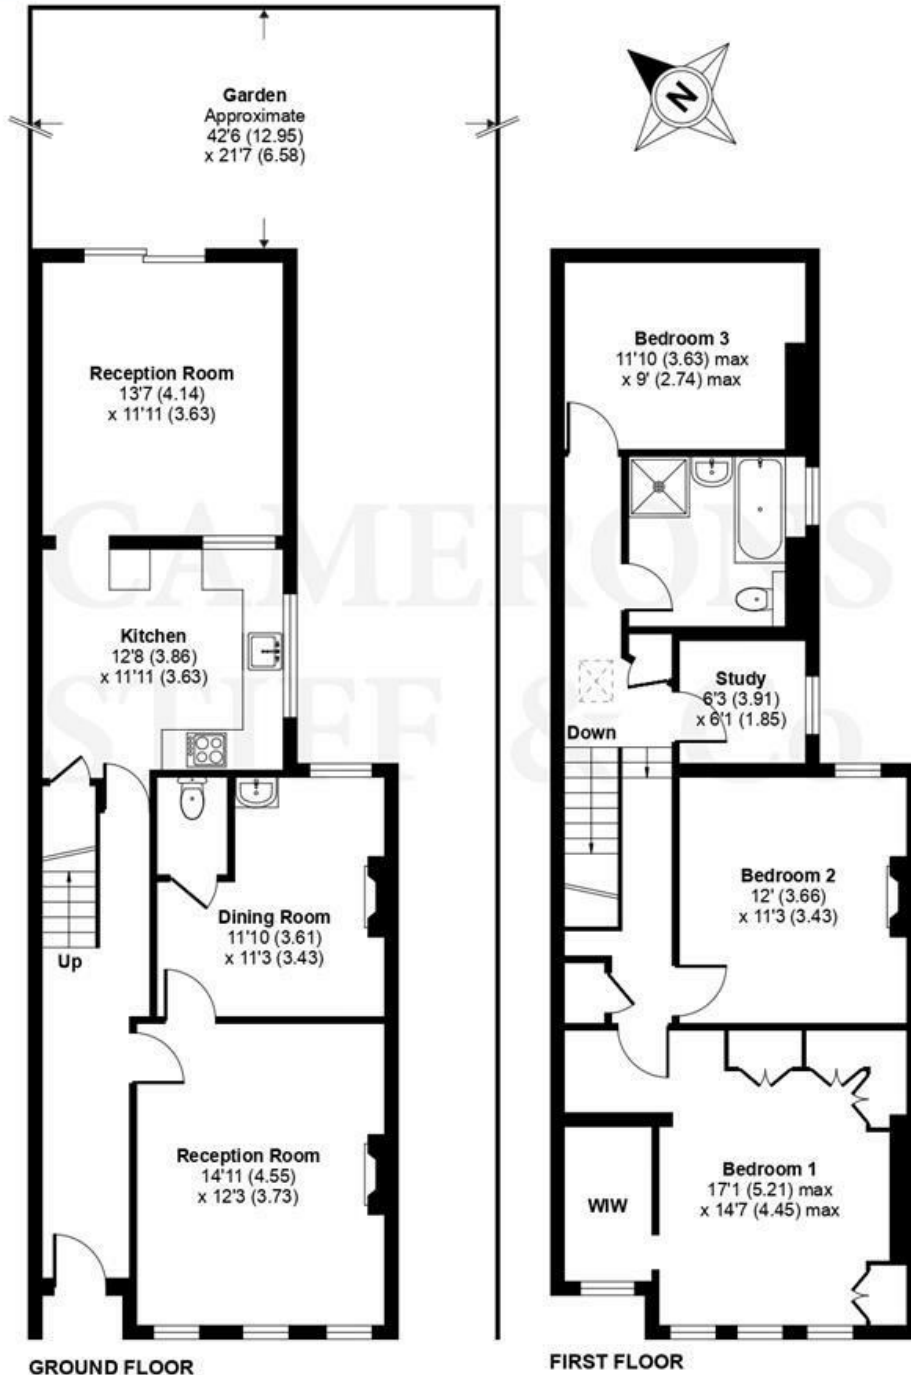 Garden
Approximate
42'6 (12.95)
x 21'7 (6.58)
N
Reception Room
13'7 (4.14)
x 11'11 (3.63)
Kitchen
12'8 (3.86)
x 11'11 (3.63)
Up
Dining Room
11'10 (3.61)
x 11'3 (3.43)
Reception Room
14'11 (4.55)
x 12'3 (3.73)
GROUND FLOOR
Bedroom 3
11'10 (3.63) max
x 9' (2.74) max
Study
6'3 (3.91)
x 6'1 (1.85)
Down
Bedroom 2
12' (3.66)
x 11'3 (3.43)
Bedroom 1
17'1 (5.21) max
x 14'7 (4.45) max
WIW
FIRST FLOOR
CAMERONS
STIFF & Co